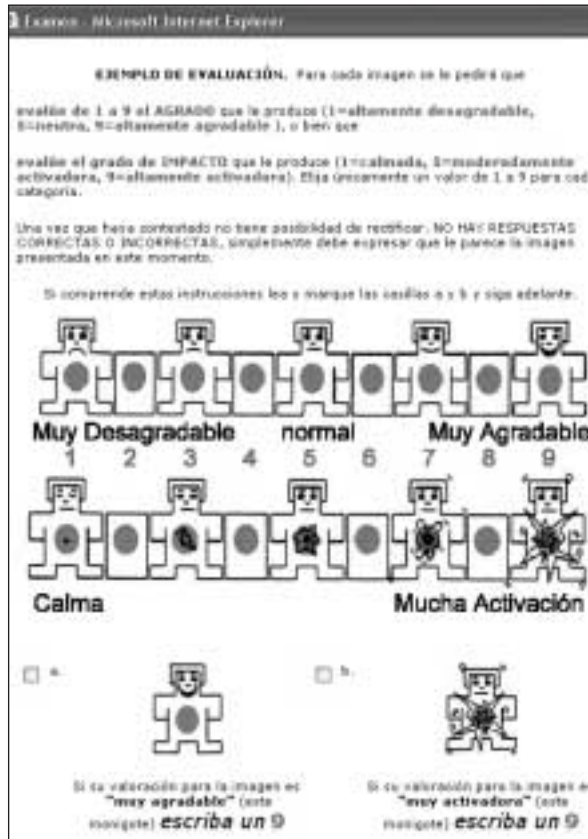 Examen - Microsoft Internet Explorer
EJEMPLO DE EVALUACIÓN. Para cada imagen se le pedirá que
evalúe de 1 a 9 el AGRADO que le produce (1=altamente desagradable,
5=neutra, 9=altamente agradable ), o bien que
evalúe el grado de IMPACTO que le produce (1=calmada, 5=moderadamente
activadora, 9=altamente activadora). Elija únicamente un valor de 1 a 9 para cad
categoría.
Una vez que haya contestado no tiene posibilidad de rectificar. NO HAY RESPUESTAS
CORRECTAS O INCORRECTAS, simplemente debe expresar que le parece la imagen
presentada en este momento.
Si comprende estas instrucciones lea y marque las casillas a y b y siga adelante.
Muy Desagradable normal Muy Agradable
1 2 3 4 5 6 7 8 9
Calma Mucha Activación
a.
b.
Si su valoración para la imagen es
"muy agradable" (este
monigote) escriba un 9
Si su valoración para la imagen e
"muy activadora" (este
monigote) escriba un 9